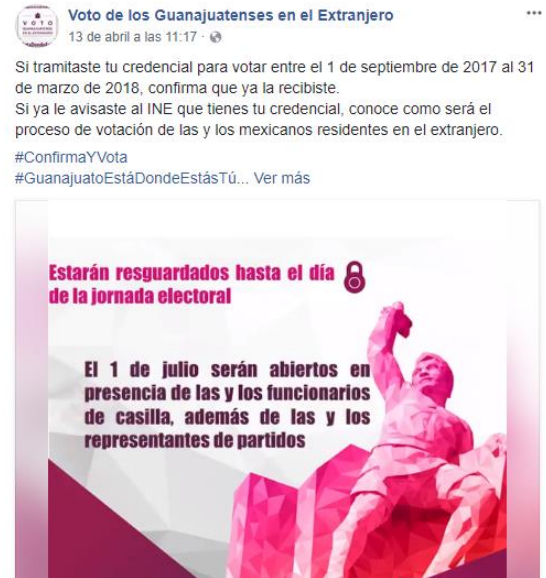 VOTO
Voto de los Guanajuatenses en el Extranjero
13 de abril a las 11:17 ·
Si tramitaste tu credencial para votar entre el 1 de septiembre de 2017 al 31
de marzo de 2018, confirma que ya la recibiste.
Si ya le avisaste al INE que tienes tu credencial, conoce como será el
proceso de votación de las y los mexicanos residentes en el extranjero.
#ConfirmaYVota
#GuanajuatoEstáDondeEstásTú... Ver más
Estarán resguardados hasta el día
de la jornada electoral
El 1 de julio serán abiertos en
presencia de las y los funcionarios
de casilla, además de las y los
representantes de partidos